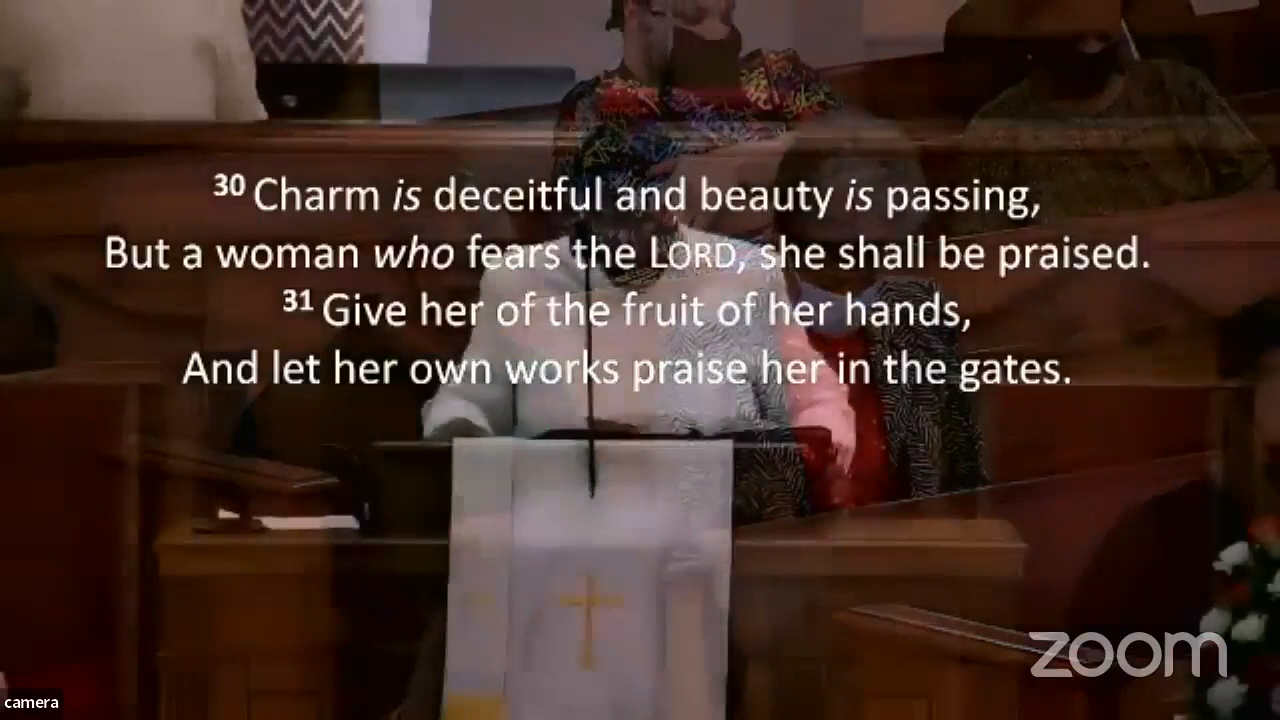 30 Charm is deceitful and beauty is passing,
But a woman who fears the LORD, she shall be praised.
31 Give her of the fruit of her hands,
And let her own works praise her in the gates.
zoom
camera